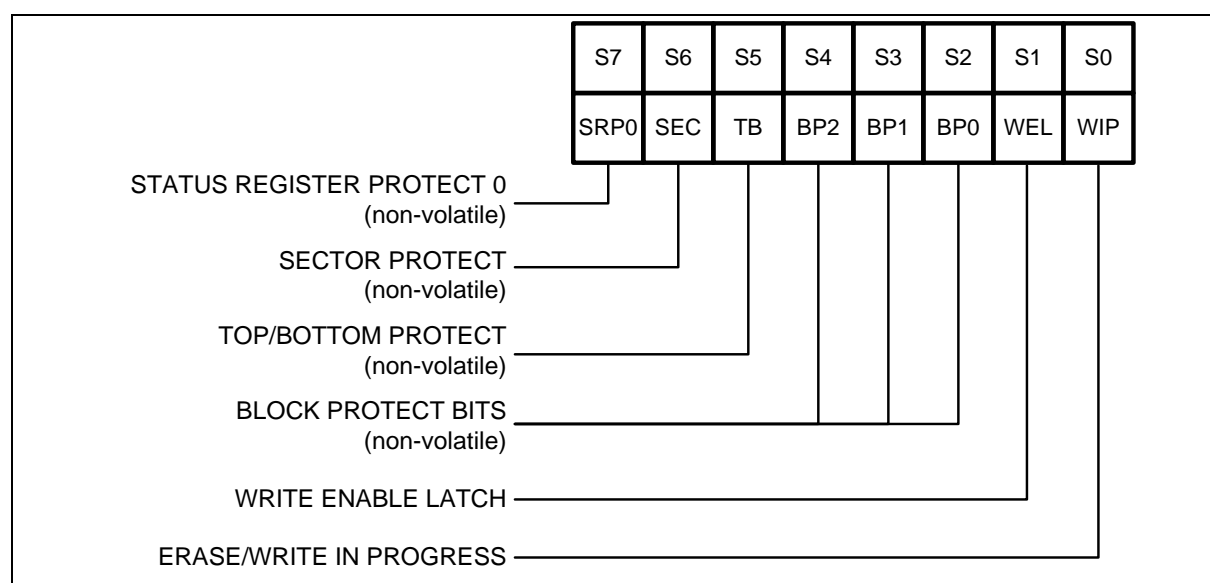 S7 S6 S5 S4 S3 S2 S1 S0
SRP0 SEC TB BP2 BP1 BP0 WEL WIP
STATUS REGISTER PROTECT 0
(non-volatile)
SECTOR PROTECT
(non-volatile)
TOP/BOTTOM PROTECT
(non-volatile)
BLOCK PROTECT BITS
(non-volatile)
WRITE ENABLE LATCH
ERASE/WRITE IN PROGRESS